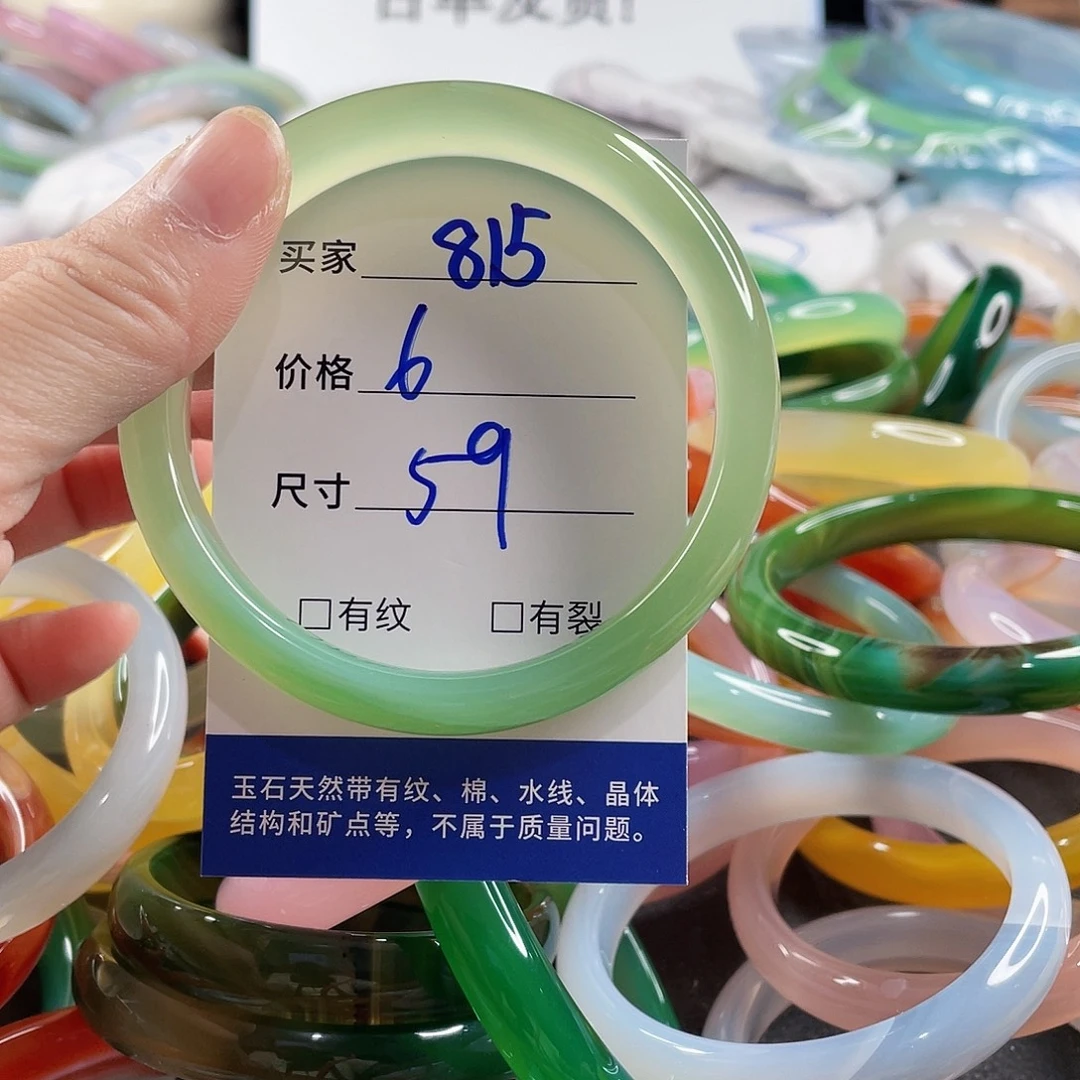 买家 815
价格 6
尺寸 59
□有纹 □有裂
玉石天然带有纹、棉、水线、晶体
结构和矿点等，不属于质量问题。